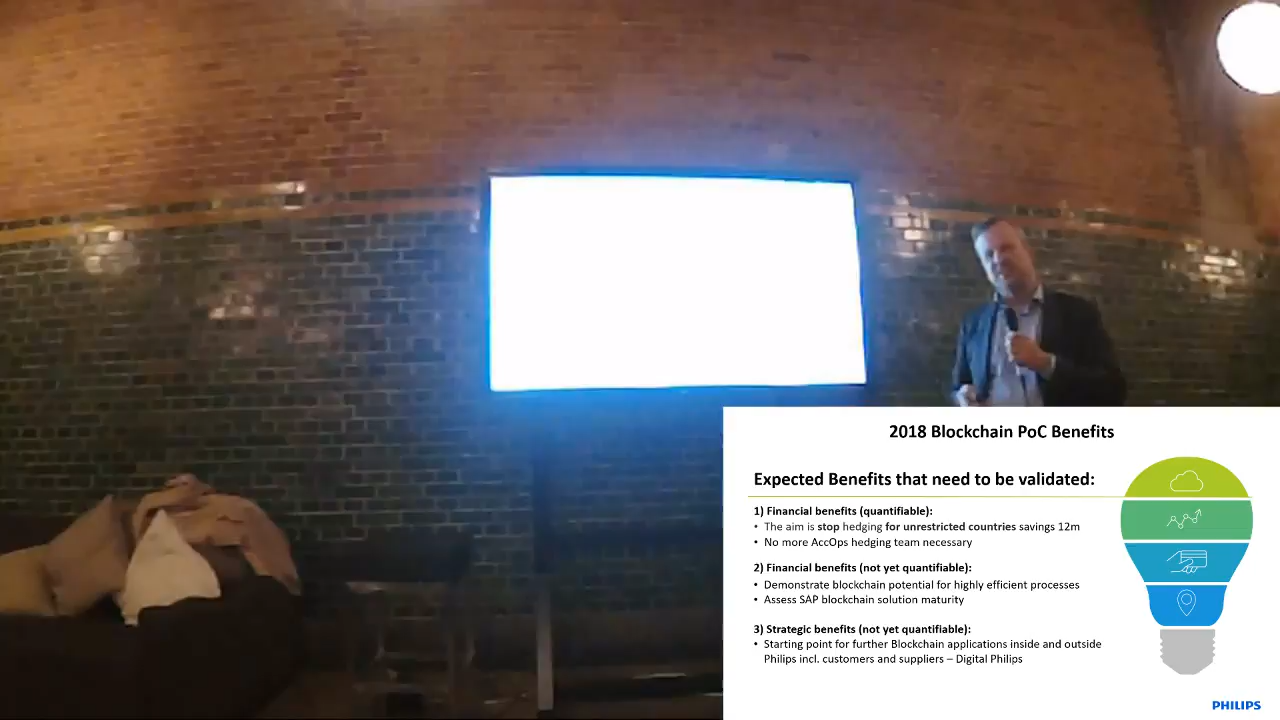 2018 Blockchain PoC Benefits
Expected Benefits that need to be validated:
1) Financial benefits (quantifiable):
• The aim is stop hedging for unrestricted countries savings 12m
• No more AccOps hedging team necessary
2) Financial benefits (not yet quantifiable):
• Demonstrate blockchain potential for highly efficient processes
• Assess SAP blockchain solution maturity
3) Strategic benefits (not yet quantifiable):
• Starting point for further Blockchain applications inside and outside
Philips incl. customers and suppliers – Digital Philips
PHILIPS